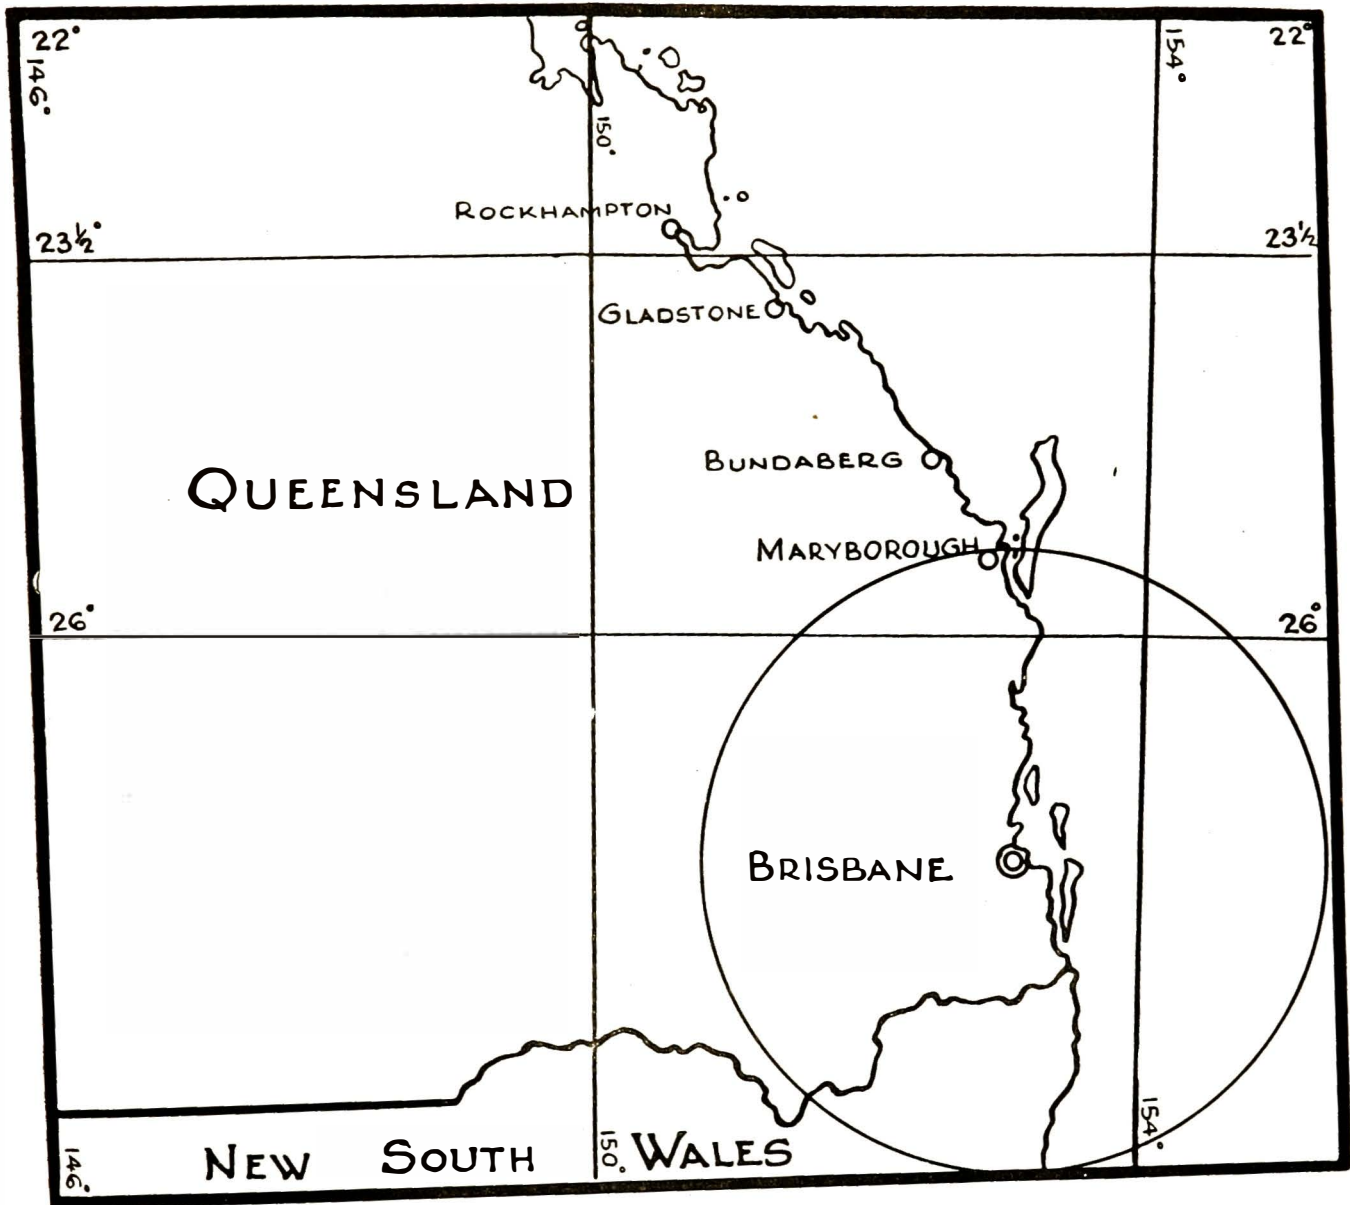 22°
146°
150°
154°
22°
ROCKHAMPTON
23½°
23½
GLADSTONE
BUNDABERG
QUEENSLAND
MARYBOROUGH
26°
26°
BRISBANE
146°
NEW SOUTH WALES
150°
154°